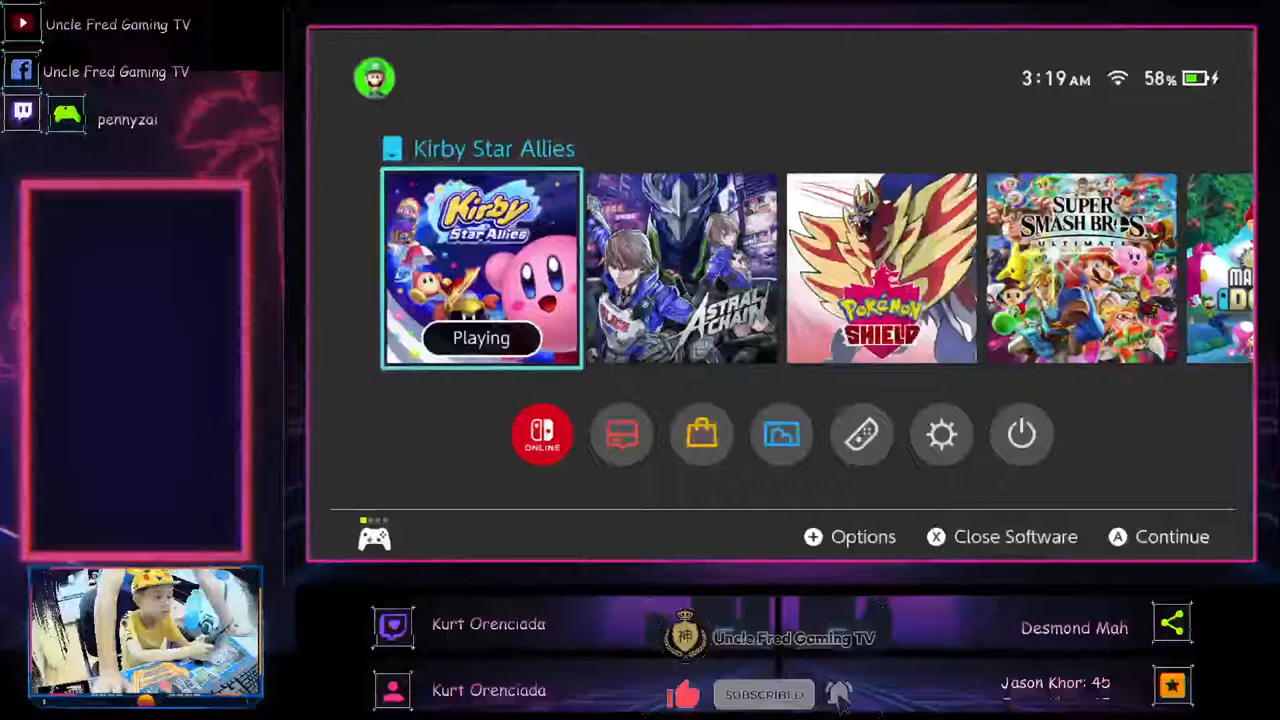 Uncle Fred Gaming TV
Uncle Fred Gaming TV
pennyzai
3:19AM 58%
Kirby Star Allies
Kirby
Star Allies
Playing
ASTRAL
CHAIN
POKÉMON
SHIELD
SUPER
SMASH BROS.
ULTIMATE
ONLINE
Options
Close Software
Continue
Kurt Orenciada
神
Uncle Fred Gaming TV
Desmond Mah
Kurt Orenciada
SUBSCRIBED
Jason Khor: 45